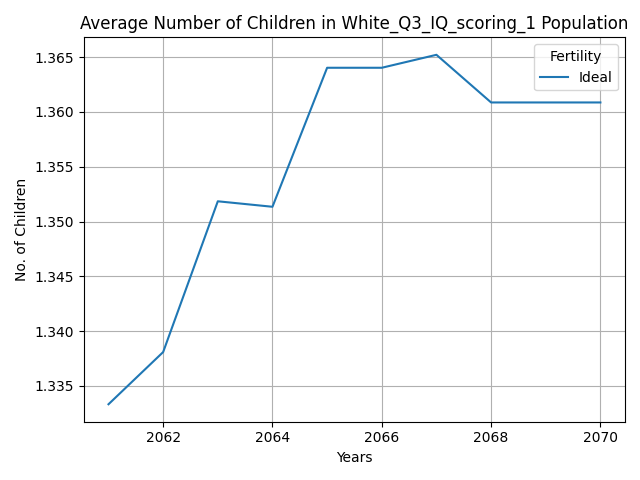 Average Number of Children in White_Q3_IQ_scoring_1 Population
Fertility
Ideal
1.365
1.360
1.355
1.350
1.345
1.340
1.335
No. of Children
2062 2064 2066 2068 2070
Years